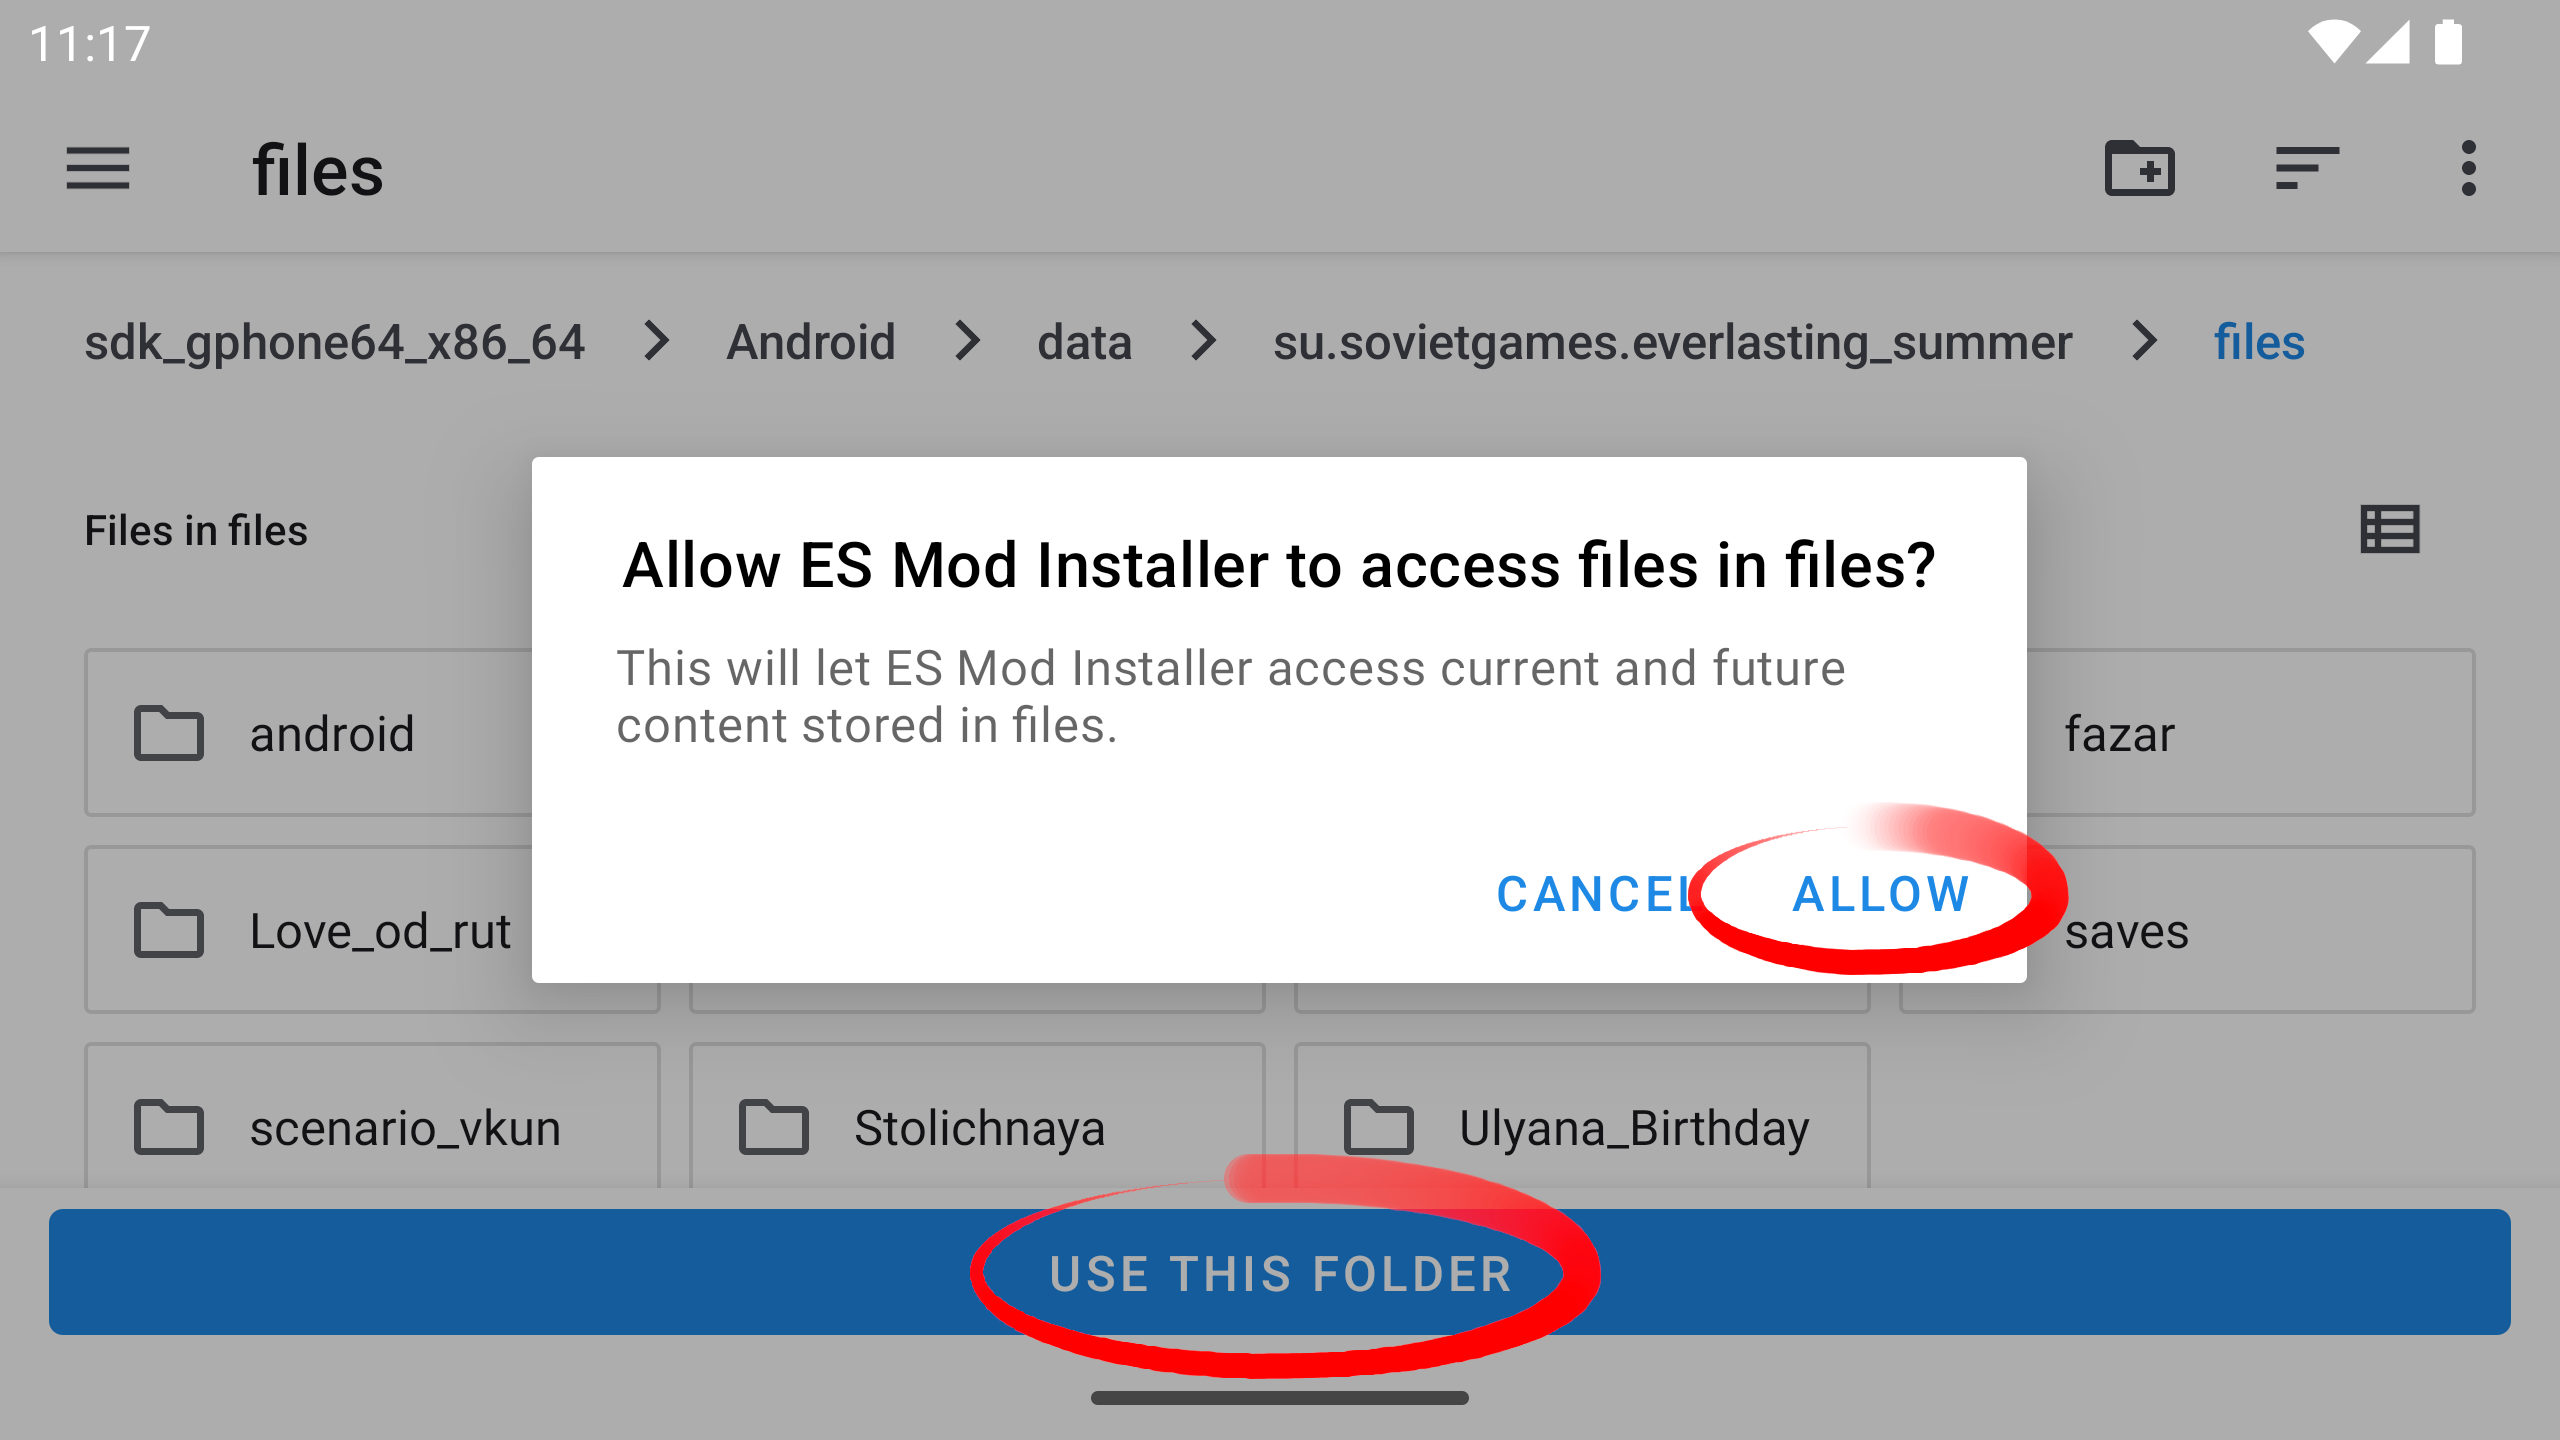 11:17
files
sdk_gphone64_x86_64 > Android > data > su.sovietgames.everlasting_summer > files
Files in files
Allow ES Mod Installer to access files in files?
This will let ES Mod Installer access current and future
content stored in files.
android
fazar
CANCEL ALLOW
Love_od_rut
saves
scenario_vkun Stolichnaya Ulyana_Birthday
USE THIS FOLDER